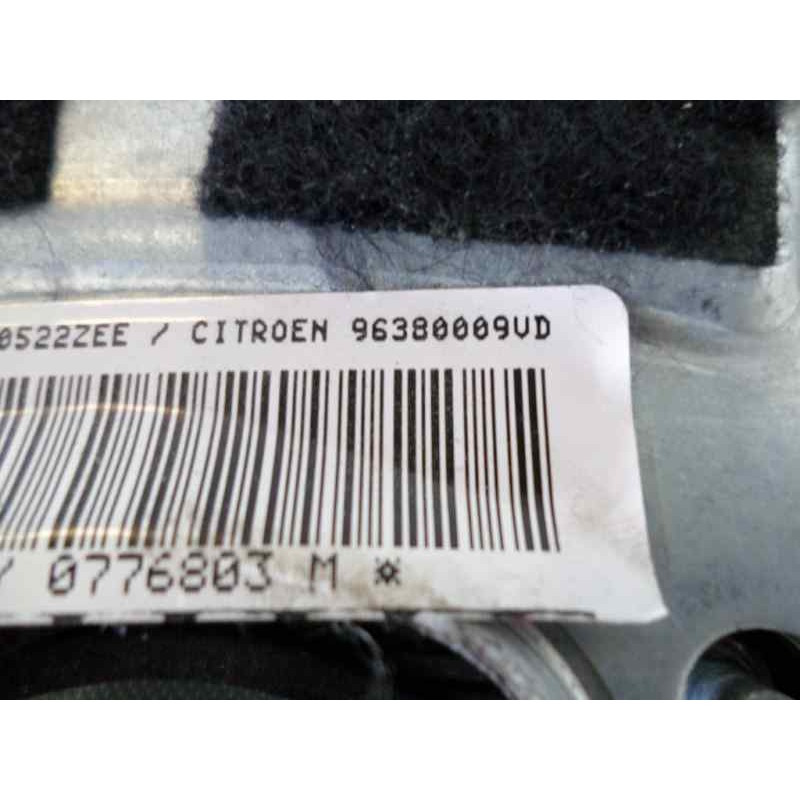 0522ZEE / CITROEN 96380009VD
/ 0776803 M